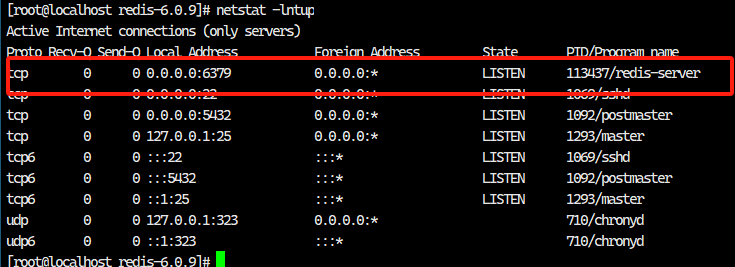 [root@localhost redis-6.0.9]# netstat -lntup
Active Internet connections (only servers)
Proto Recv-Q Send-Q Local Address           Foreign Address         State       PID/Program name
tcp        0      0 0.0.0.0:6379            0.0.0.0:*               LISTEN      113437/redis-server
tcp        0      0 0.0.0.0:22              0.0.0.0:*               LISTEN      1069/sshd
tcp        0      0 0.0.0.0:5432            0.0.0.0:*               LISTEN      1092/postmaster
tcp        0      0 127.0.0.1:25            0.0.0.0:*               LISTEN      1293/master
tcp6       0      0 :::22                   :::*                    LISTEN      1069/sshd
tcp6       0      0 :::5432                 :::*                    LISTEN      1092/postmaster
tcp6       0      0 ::1:25                  :::*                    LISTEN      1293/master
udp        0      0 127.0.0.1:323           0.0.0.0:*                           710/chronyd
udp6       0      0 ::1:323                 :::*                                710/chronyd
[root@localhost redis-6.0.9]#